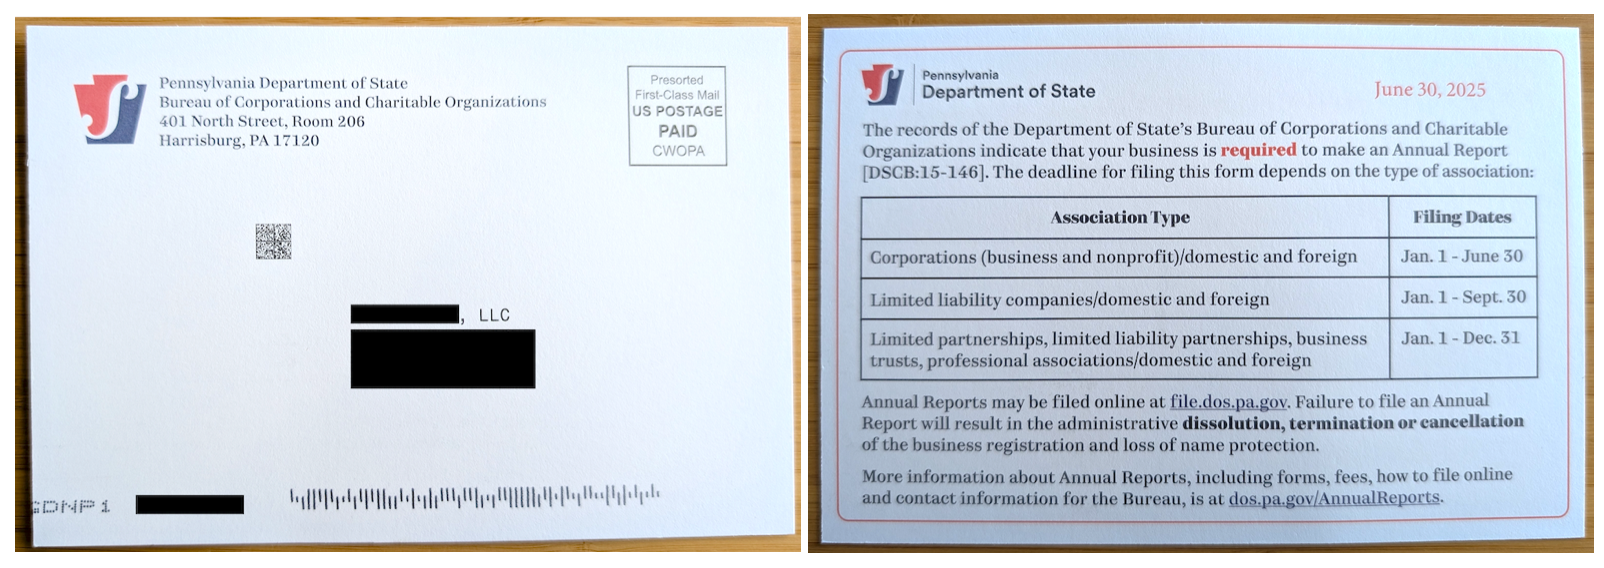 Pennsylvania Department of State
Bureau of Corporations and Charitable Organizations
401 North Street, Room 206
Harrisburg, PA 17120
Presorted
First-Class Mail
US POSTAGE
PAID
CWOPA
, LLC
Pennsylvania
Department of State
June 30, 2025
The records of the Department of State's Bureau of Corporations and Charitable
Organizations indicate that your business is required to make an Annual Report
[DSCB:15-146]. The deadline for filing this form depends on the type of association:
Association Type
Filing Dates
Corporations (business and nonprofit)/domestic and foreign
Jan. 1 - June 30
Limited liability companies/domestic and foreign
Jan. 1 - Sept. 30
Limited partnerships, limited liability partnerships, business
trusts, professional associations/domestic and foreign
Jan. 1 - Dec. 31
Annual Reports may be filed online at file.dos.pa.gov. Failure to file an Annual
Report will result in the administrative dissolution, termination or cancellation
of the business registration and loss of name protection.
More information about Annual Reports, including forms, fees, how to file online
and contact information for the Bureau, is at dos.pa.gov/AnnualReports.